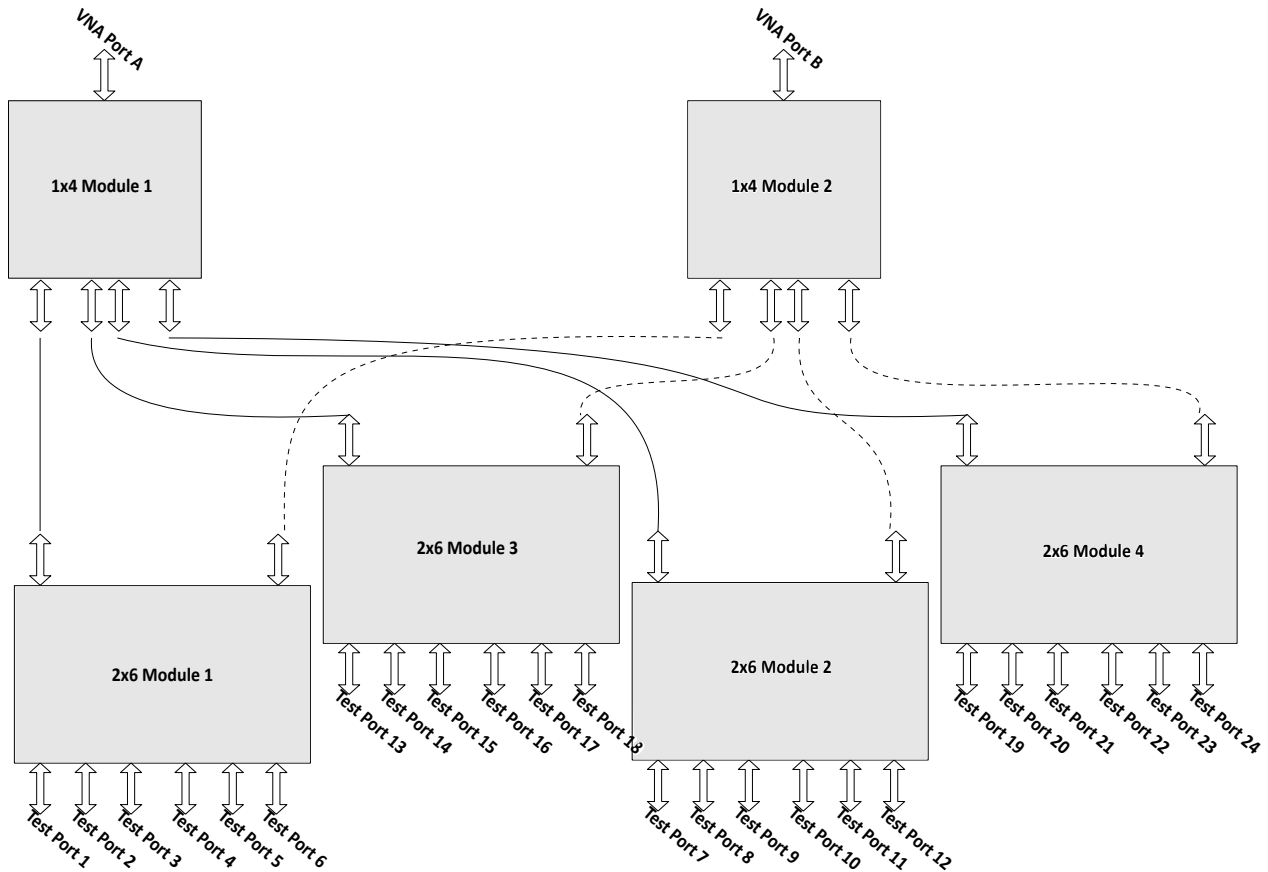 VNA Port A
VNA Port B
1x4 Module 1
1x4 Module 2
2x6 Module 3
2x6 Module 4
2x6 Module 1
2x6 Module 2
Test Port 13
Test Port 14
Test Port 15
Test Port 16
Test Port 17
Test Port 18
Test Port 19
Test Port 20
Test Port 21
Test Port 22
Test Port 23
Test Port 24
Test Port 1
Test Port 2
Test Port 3
Test Port 4
Test Port 5
Test Port 6
Test Port 7
Test Port 8
Test Port 9
Test Port 10
Test Port 11
Test Port 12